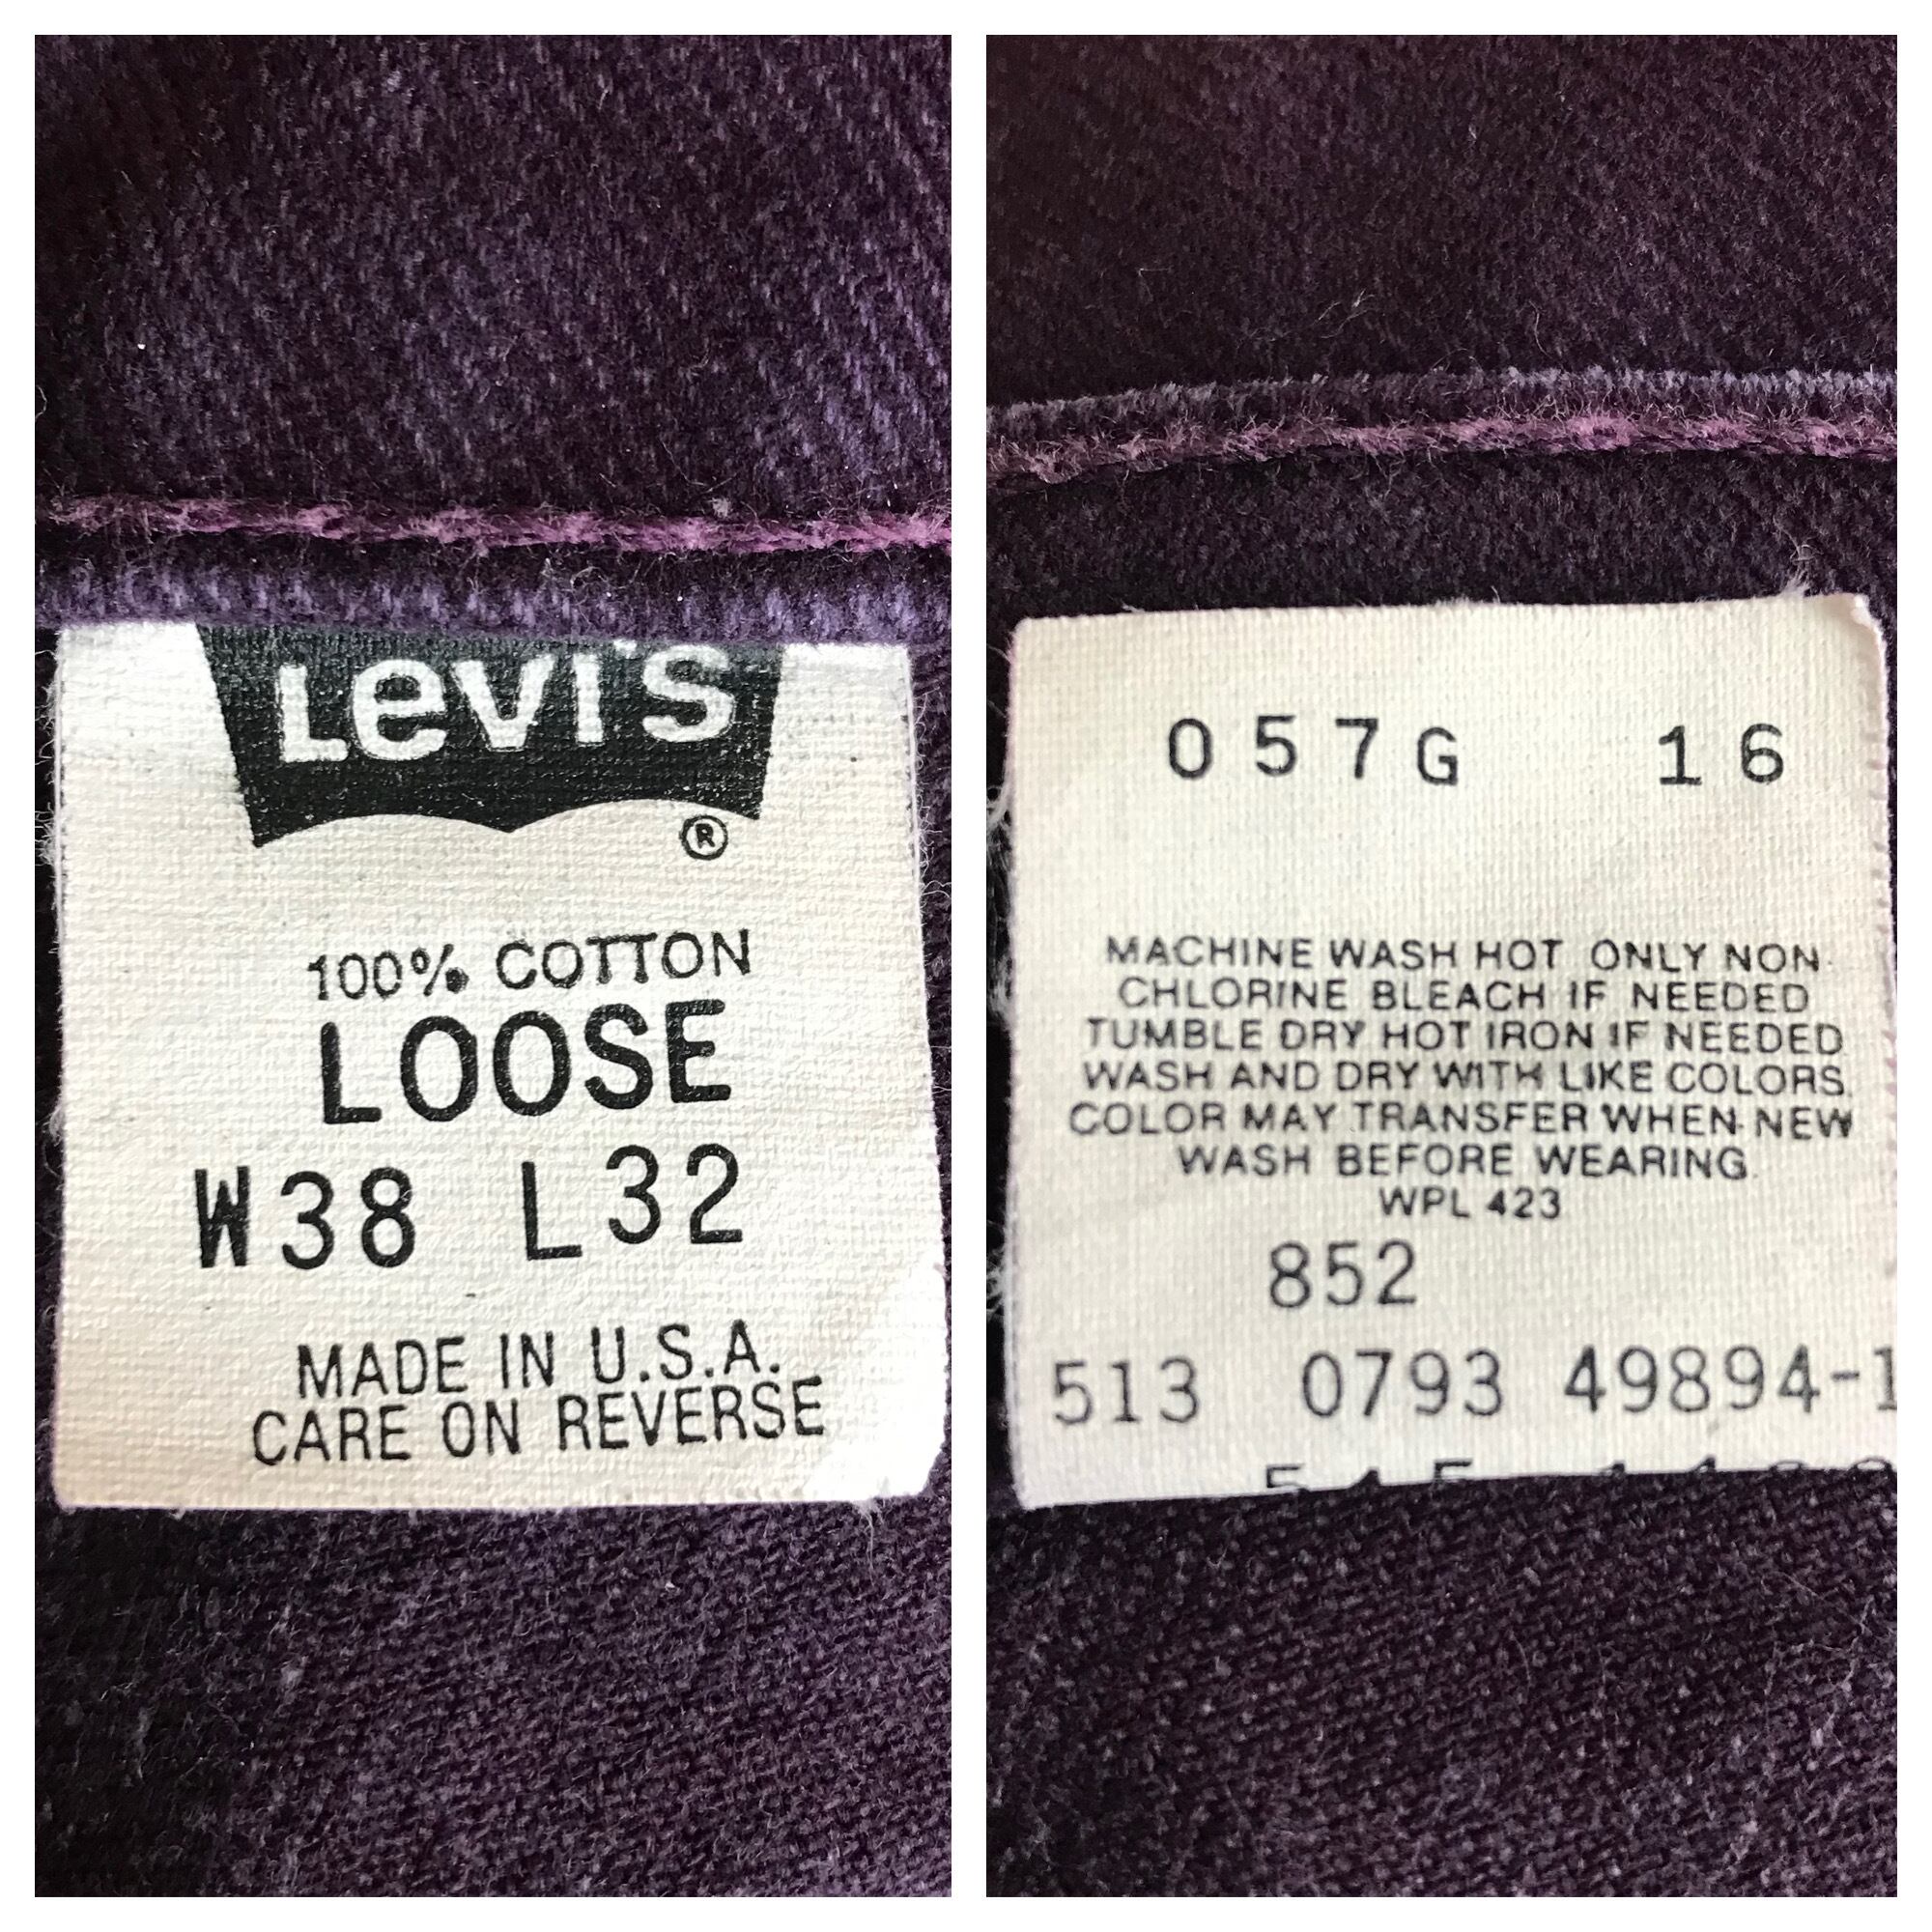 Levi's
®
100% COTTON
LOOSE
W38 L32
MADE IN U.S.A.
CARE ON REVERSE
057G 16
MACHINE WASH HOT ONLY NON-
CHLORINE BLEACH IF NEEDED
TUMBLE DRY HOT IRON IF NEEDED
WASH AND DRY WITH LIKE COLORS.
COLOR MAY TRANSFER WHEN NEW
WASH BEFORE WEARING.
WPL 423
852
513 0793 49894-1